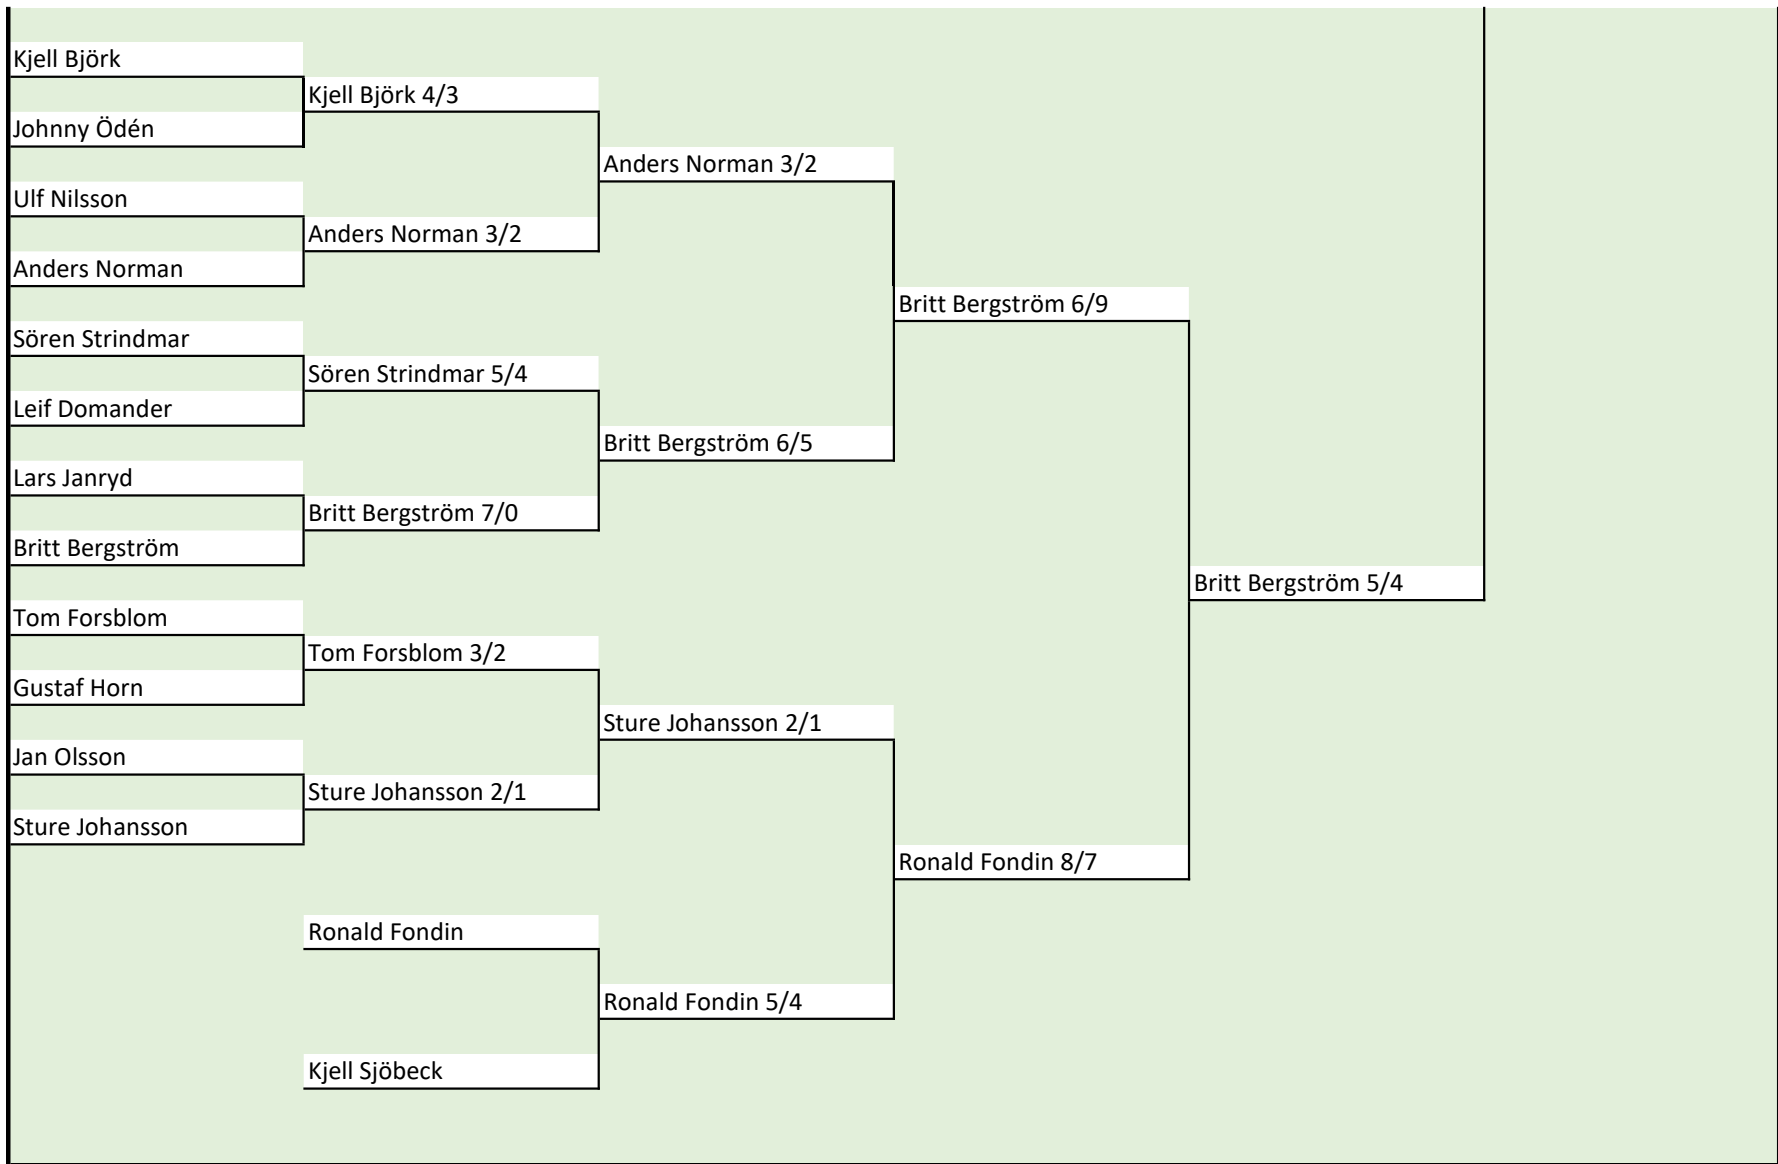 Kjell Björk
Kjell Björk 4/3
Johnny Ödén
Anders Norman 3/2
Ulf Nilsson
Anders Norman 3/2
Anders Norman
Britt Bergström 6/9
Sören Strindmar
Sören Strindmar 5/4
Leif Domander
Britt Bergström 6/5
Lars Janryd
Britt Bergström 7/0
Britt Bergström
Britt Bergström 5/4
Tom Forsblom
Tom Forsblom 3/2
Gustaf Horn
Sture Johansson 2/1
Jan Olsson
Sture Johansson 2/1
Sture Johansson
Ronald Fondin 8/7
Ronald Fondin
Ronald Fondin 5/4
Kjell Sjöbeck